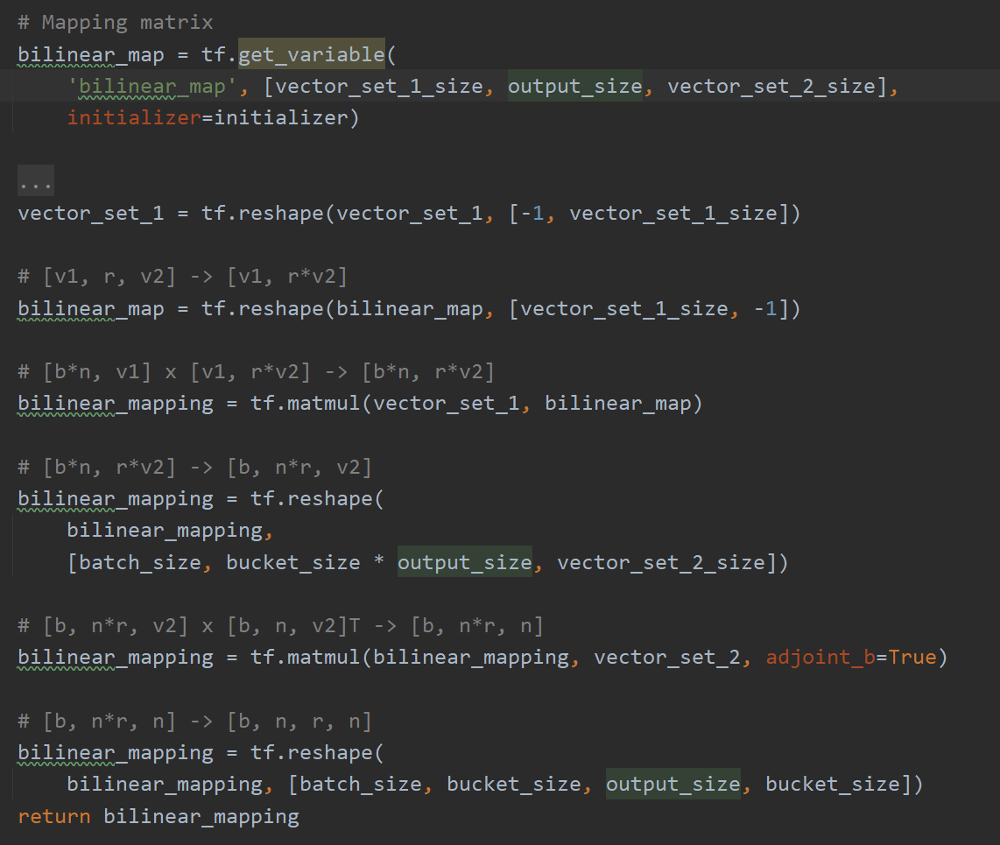 # Mapping matrix
bilinear_map = tf.get_variable(
    'bilinear_map', [vector_set_1_size, output_size, vector_set_2_size],
    initializer=initializer)
...
vector_set_1 = tf.reshape(vector_set_1, [-1, vector_set_1_size])
# [v1, r, v2] -> [v1, r*v2]
bilinear_map = tf.reshape(bilinear_map, [vector_set_1_size, -1])
# [b*n, v1] x [v1, r*v2] -> [b*n, r*v2]
bilinear_mapping = tf.matmul(vector_set_1, bilinear_map)
# [b*n, r*v2] -> [b, n*r, v2]
bilinear_mapping = tf.reshape(
    bilinear_mapping,
    [batch_size, bucket_size * output_size, vector_set_2_size])
# [b, n*r, v2] x [b, n, v2]T -> [b, n*r, n]
bilinear_mapping = tf.matmul(bilinear_mapping, vector_set_2, adjoint_b=True)
# [b, n*r, n] -> [b, n, r, n]
bilinear_mapping = tf.reshape(
    bilinear_mapping, [batch_size, bucket_size, output_size, bucket_size])
return bilinear_mapping